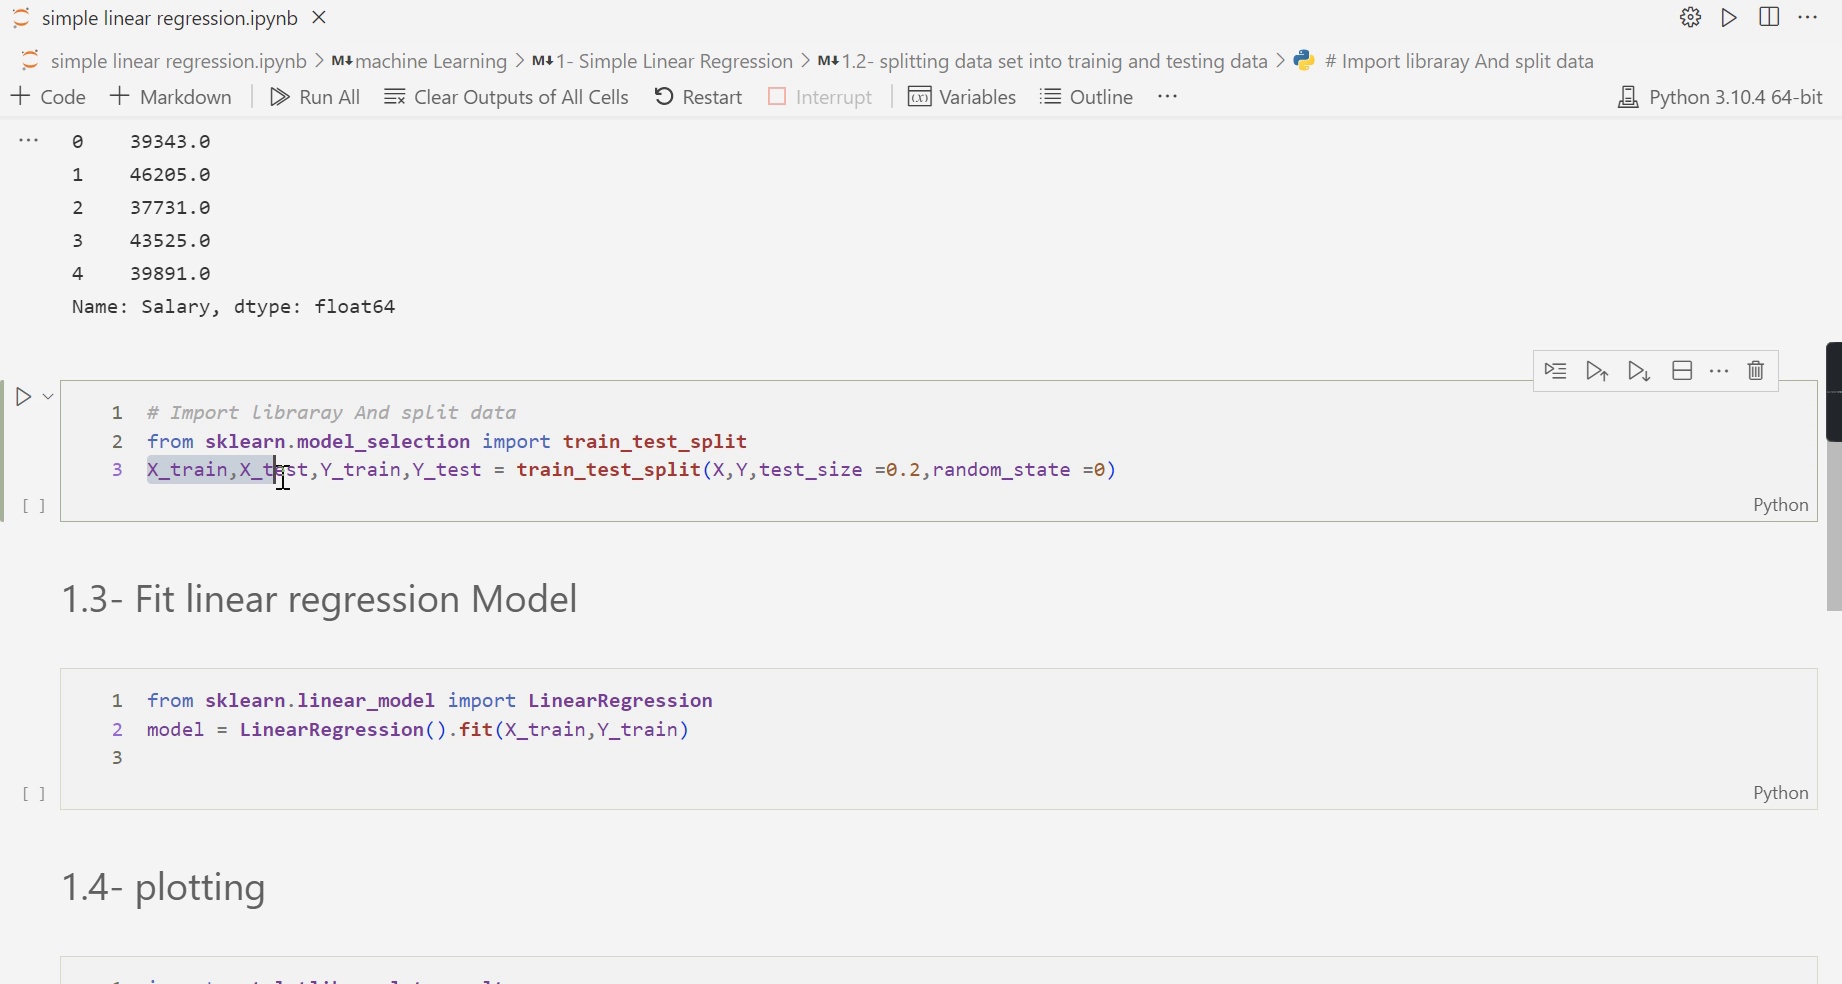 simple linear regression.ipynb
simple linear regression.ipynb > M↓ machine Learning > M↓ 1- Simple Linear Regression > M↓ 1.2- splitting data set into trainig and testing data > # Import libraray And split data
+ Code + Markdown | Run All Clear Outputs of All Cells Restart Interrupt | Variables Outline ··· Python 3.10.4 64-bit
0 39343.0
1 46205.0
2 37731.0
3 43525.0
4 39891.0
Name: Salary, dtype: float64
1 # Import libraray And split data
2 from sklearn.model_selection import train_test_split
3 X_train,X_test,Y_train,Y_test = train_test_split(X,Y,test_size =0.2,random_state =0)
[ ] Python
1.3- Fit linear regression Model
1 from sklearn.linear_model import LinearRegression
2 model = LinearRegression().fit(X_train,Y_train)
3
[ ] Python
1.4- plotting